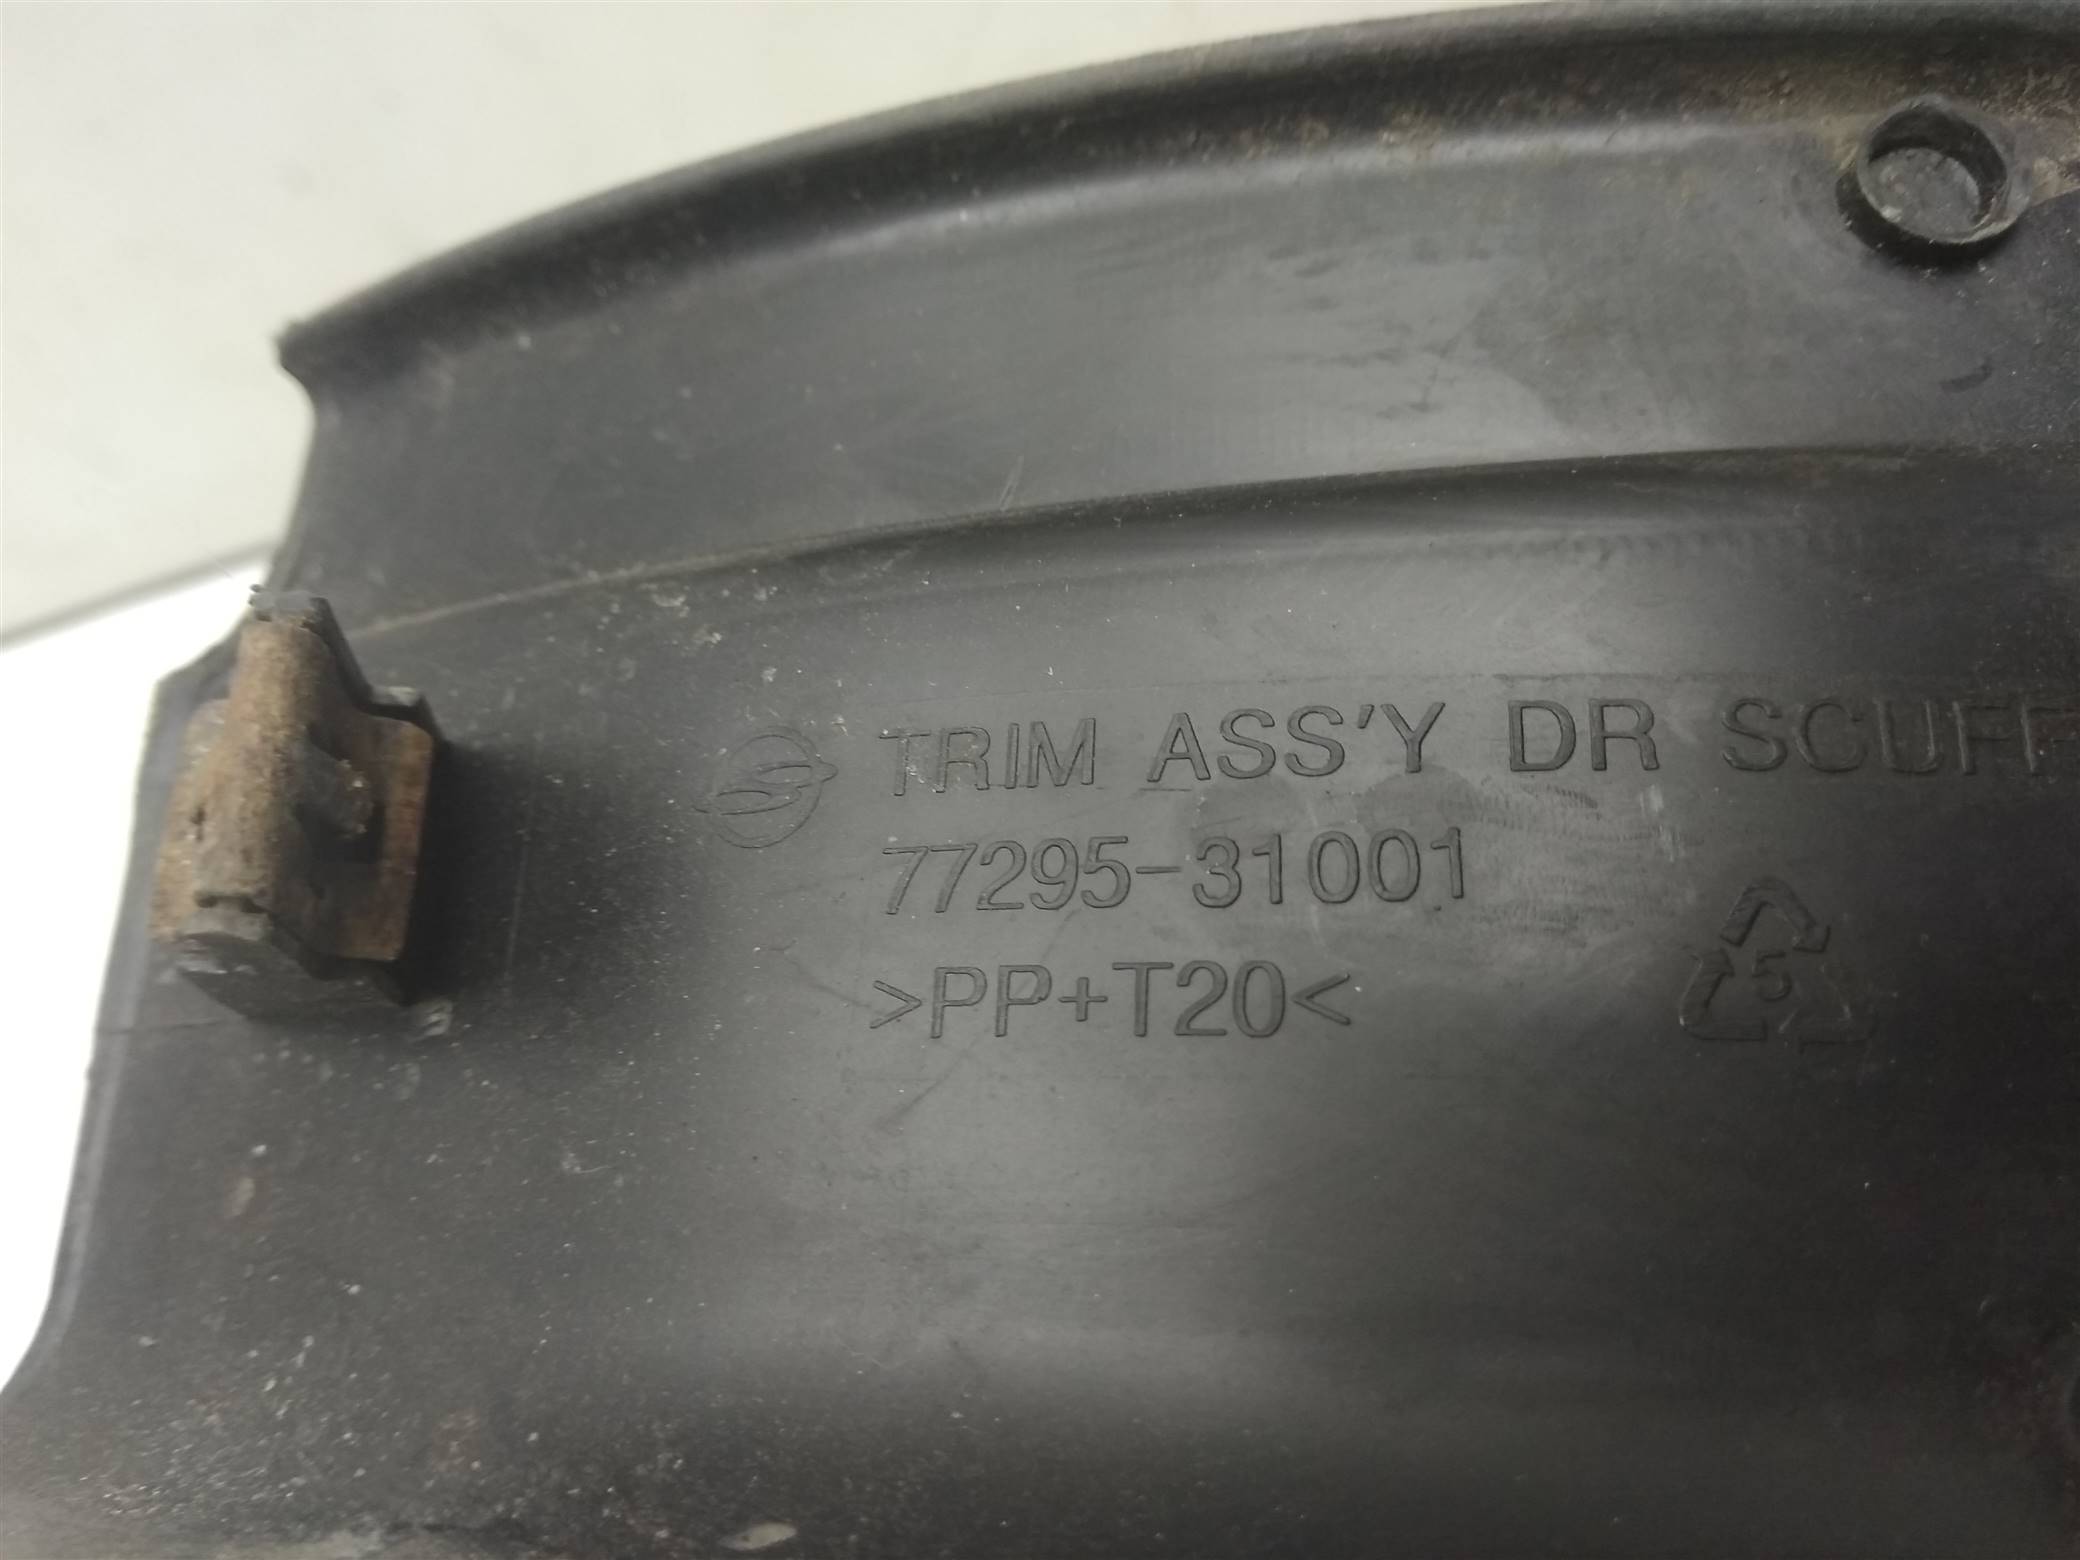 TRIM ASS'Y DR SCUFF
77295-31001
>PP+T20<
5